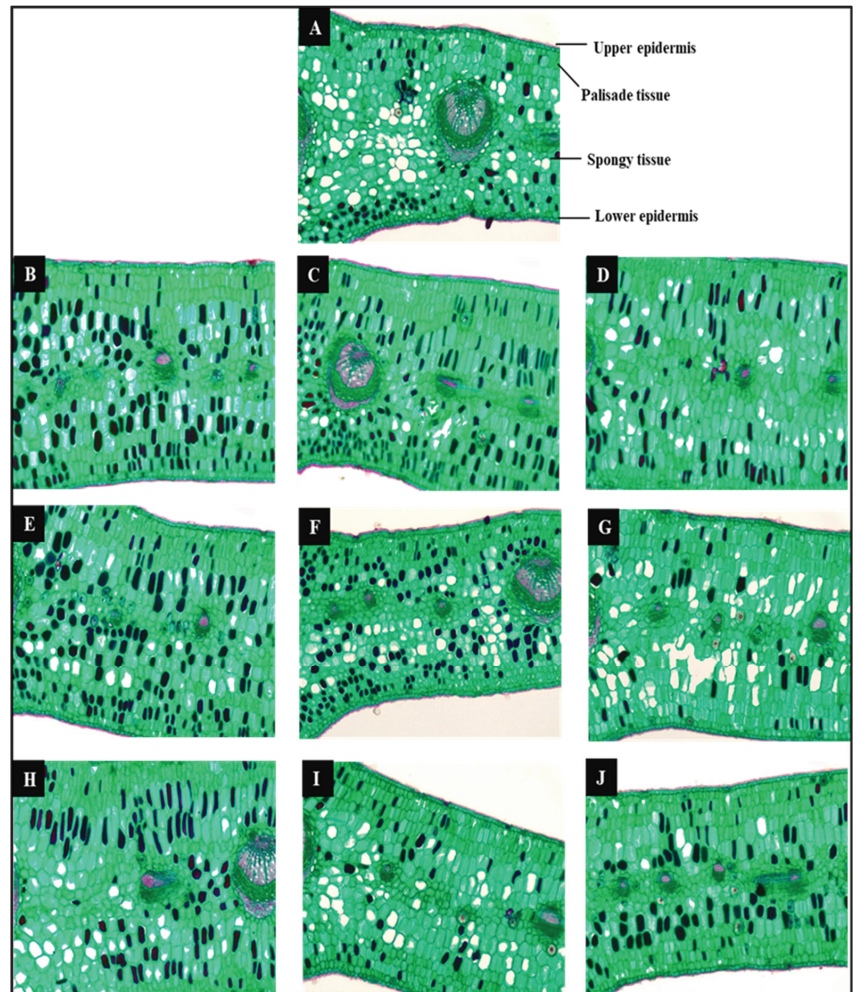 A
Upper epidermis
Palisade tissue
Spongy tissue
Lower epidermis
B
C
D
E
F
G
H
I
J